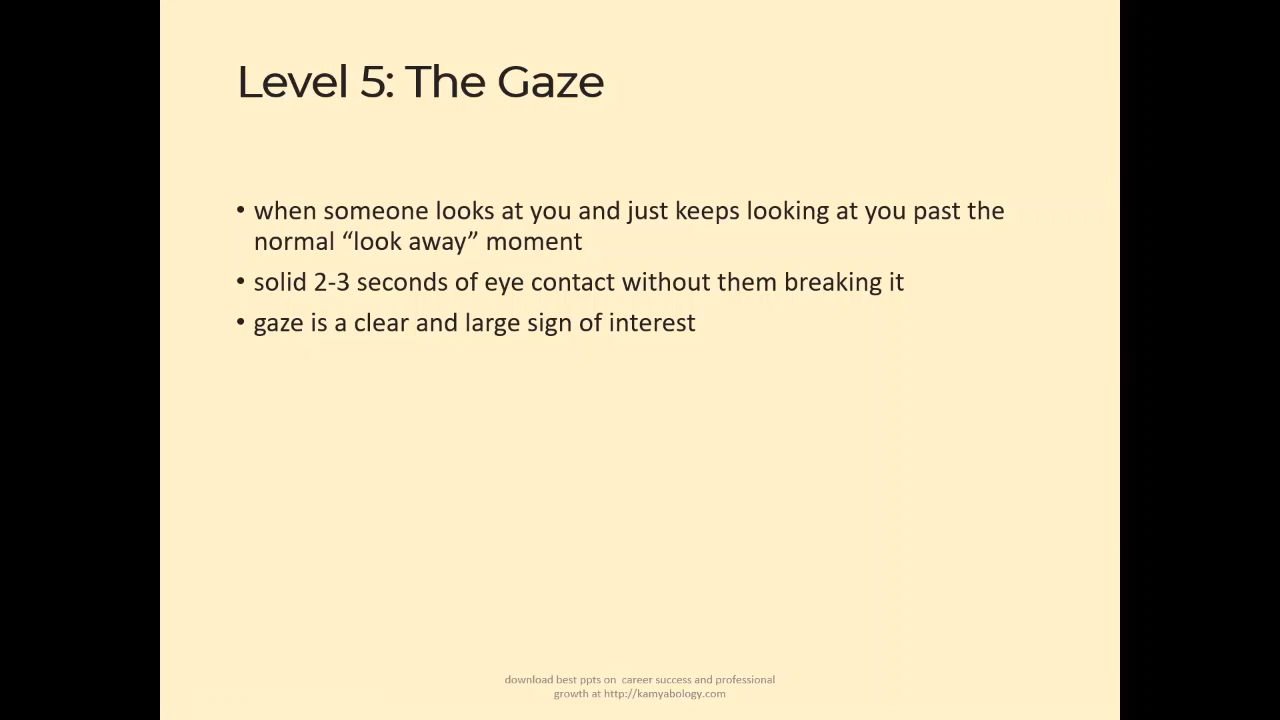 Level 5: The Gaze
• when someone looks at you and just keeps looking at you past the
normal “look away” moment
• solid 2-3 seconds of eye contact without them breaking it
• gaze is a clear and large sign of interest
download best ppts on  career success and professional
growth at http://kamyabology.com